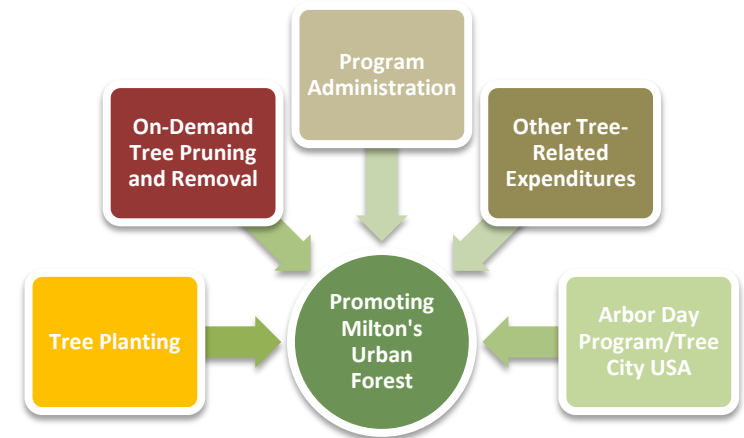 Program
Administration
On-Demand
Tree Pruning
and Removal
Other Tree-
Related
Expenditures
Tree Planting
Promoting
Milton's
Urban
Forest
Arbor Day
Program/Tree
City USA